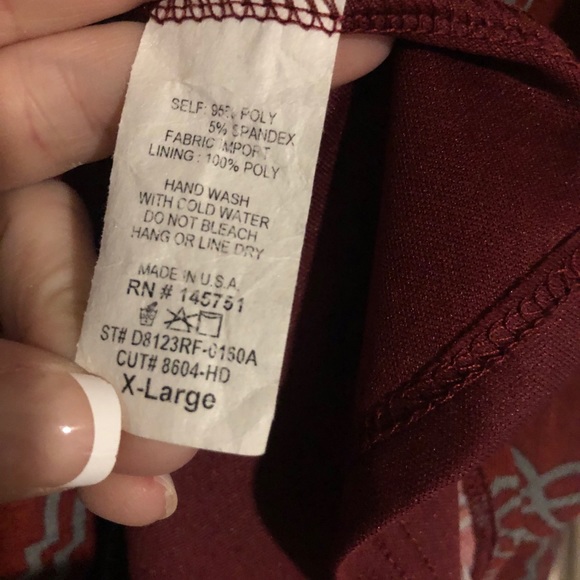 SELF: 95% POLY
5% SPANDEX
FABRIC IMPORT
LINING : 100% POLY
HAND WASH
WITH COLD WATER
DO NOT BLEACH
HANG OR LINE DRY
MADE IN U.S.A.
RN # 145751
ST# D8123RF-0160A
CUT# 8604-HD
X-Large